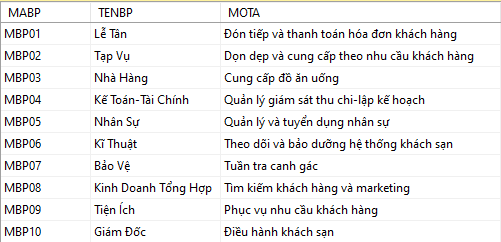 MABP TENBP MOTA
MBP01 Lễ Tân Đón tiếp và thanh toán hóa đơn khách hàng
MBP02 Tạp Vụ Dọn dẹp và cung cấp theo nhu cầu khách hàng
MBP03 Nhà Hàng Cung cấp đồ ăn uống
MBP04 Kế Toán-Tài Chính Quản lý giám sát thu chi-lập kế hoạch
MBP05 Nhân Sự Quản lý và tuyển dụng nhân sự
MBP06 Kĩ Thuật Theo dõi và bảo dưỡng hệ thống khách sạn
MBP07 Bảo Vệ Tuần tra canh gác
MBP08 Kinh Doanh Tổng Hợp Tìm kiếm khách hàng và marketing
MBP09 Tiện Ích Phục vụ nhu cầu khách hàng
MBP10 Giám Đốc Điều hành khách sạn